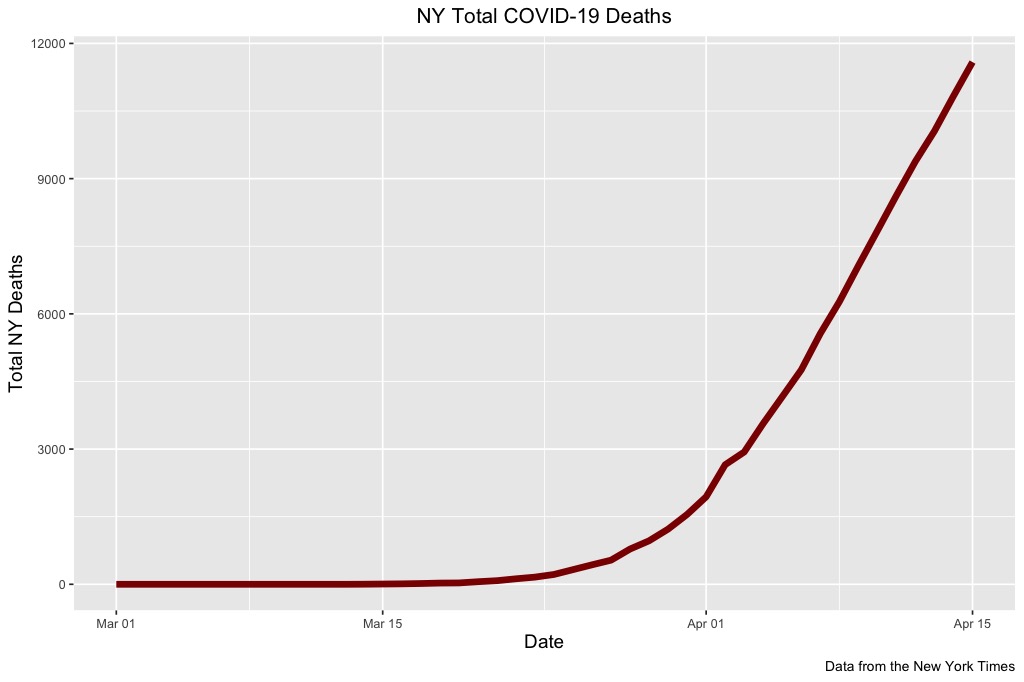 NY Total COVID-19 Deaths
12000
9000
6000
3000
0
Total NY Deaths
Mar 01 Mar 15 Apr 01 Apr 15
Date
Data from the New York Times